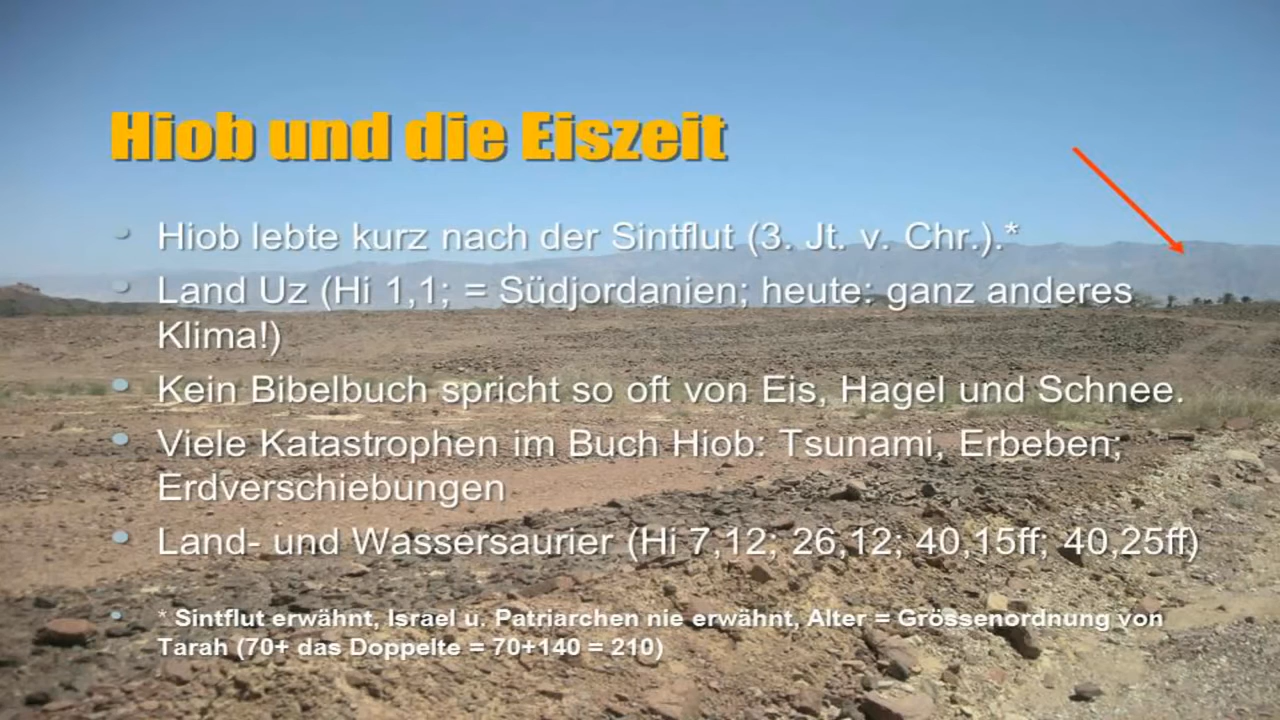 Hiob und die Eiszeit
• Hiob lebte kurz nach der Sintflut (3. Jt. v. Chr.).*
• Land Uz (Hi 1,1; = Südjordanien; heute: ganz anderes
Klima!)
• Kein Bibelbuch spricht so oft von Eis, Hagel und Schnee.
• Viele Katastrophen im Buch Hiob: Tsunami, Erbeben;
Erdverschiebungen
• Land- und Wassersaurier (Hi 7,12; 26,12; 40,15ff; 40,25ff)
• * Sintflut erwähnt, Israel u. Patriarchen nie erwähnt, Alter = Grössenordnung von
Tarah (70+ das Doppelte = 70+140 = 210)